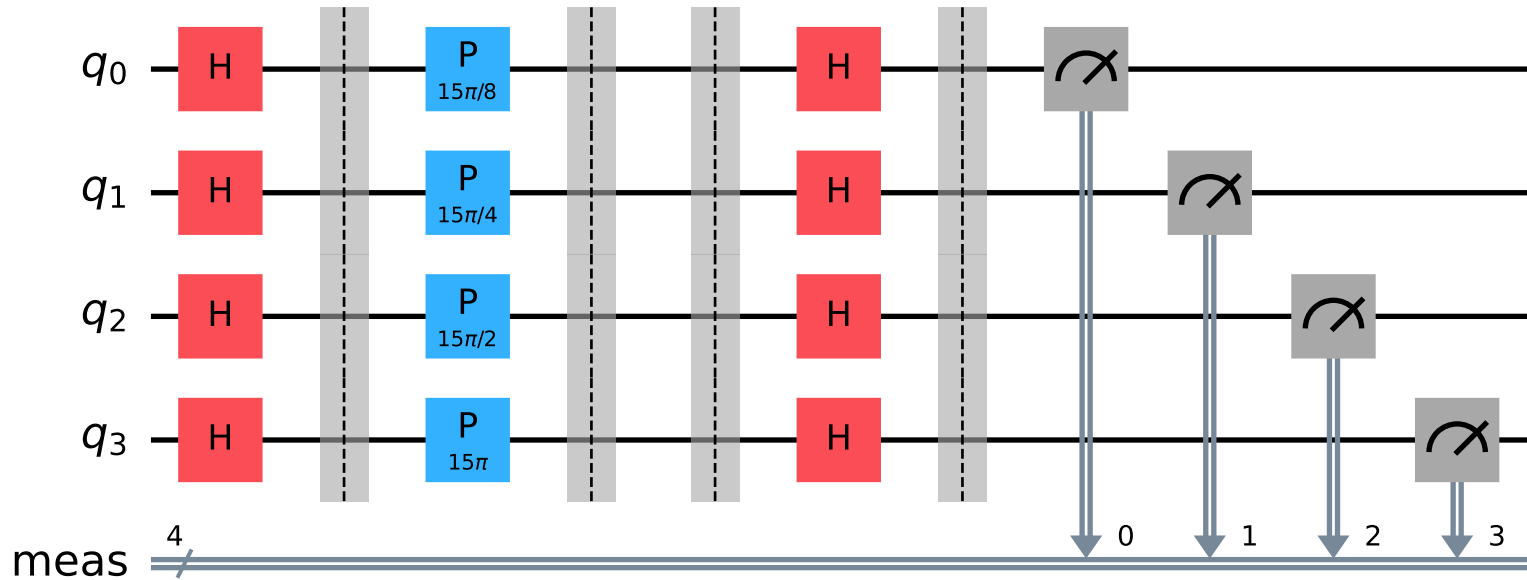 q0 H P 15π/8 H
q1 H P 15π/4 H
q2 H P 15π/2 H
q3 H P 15π H
meas 4 0 1 2 3